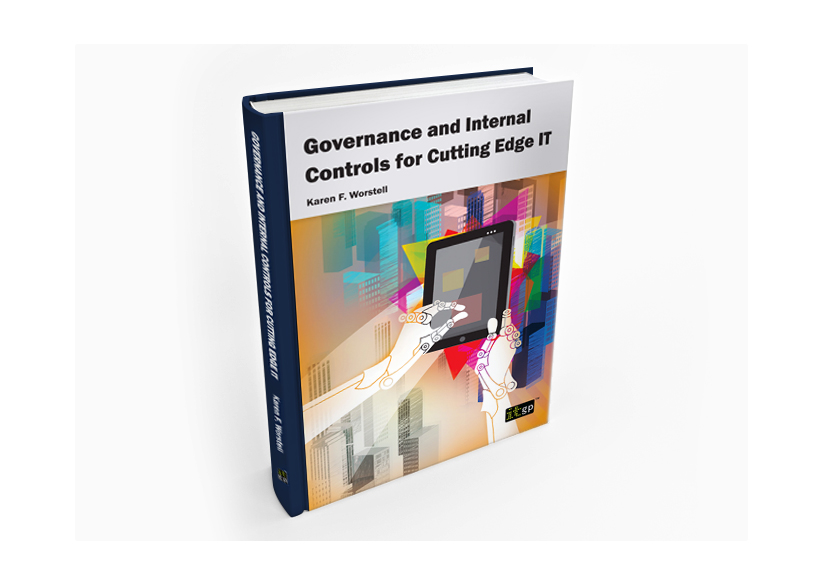 Governance and Internal
Controls for Cutting Edge IT
Karen F. Worstell
itgp™
GOVERNANCE AND INTERNAL CONTROLS FOR CUTTING EDGE IT
Karen F. Worstell